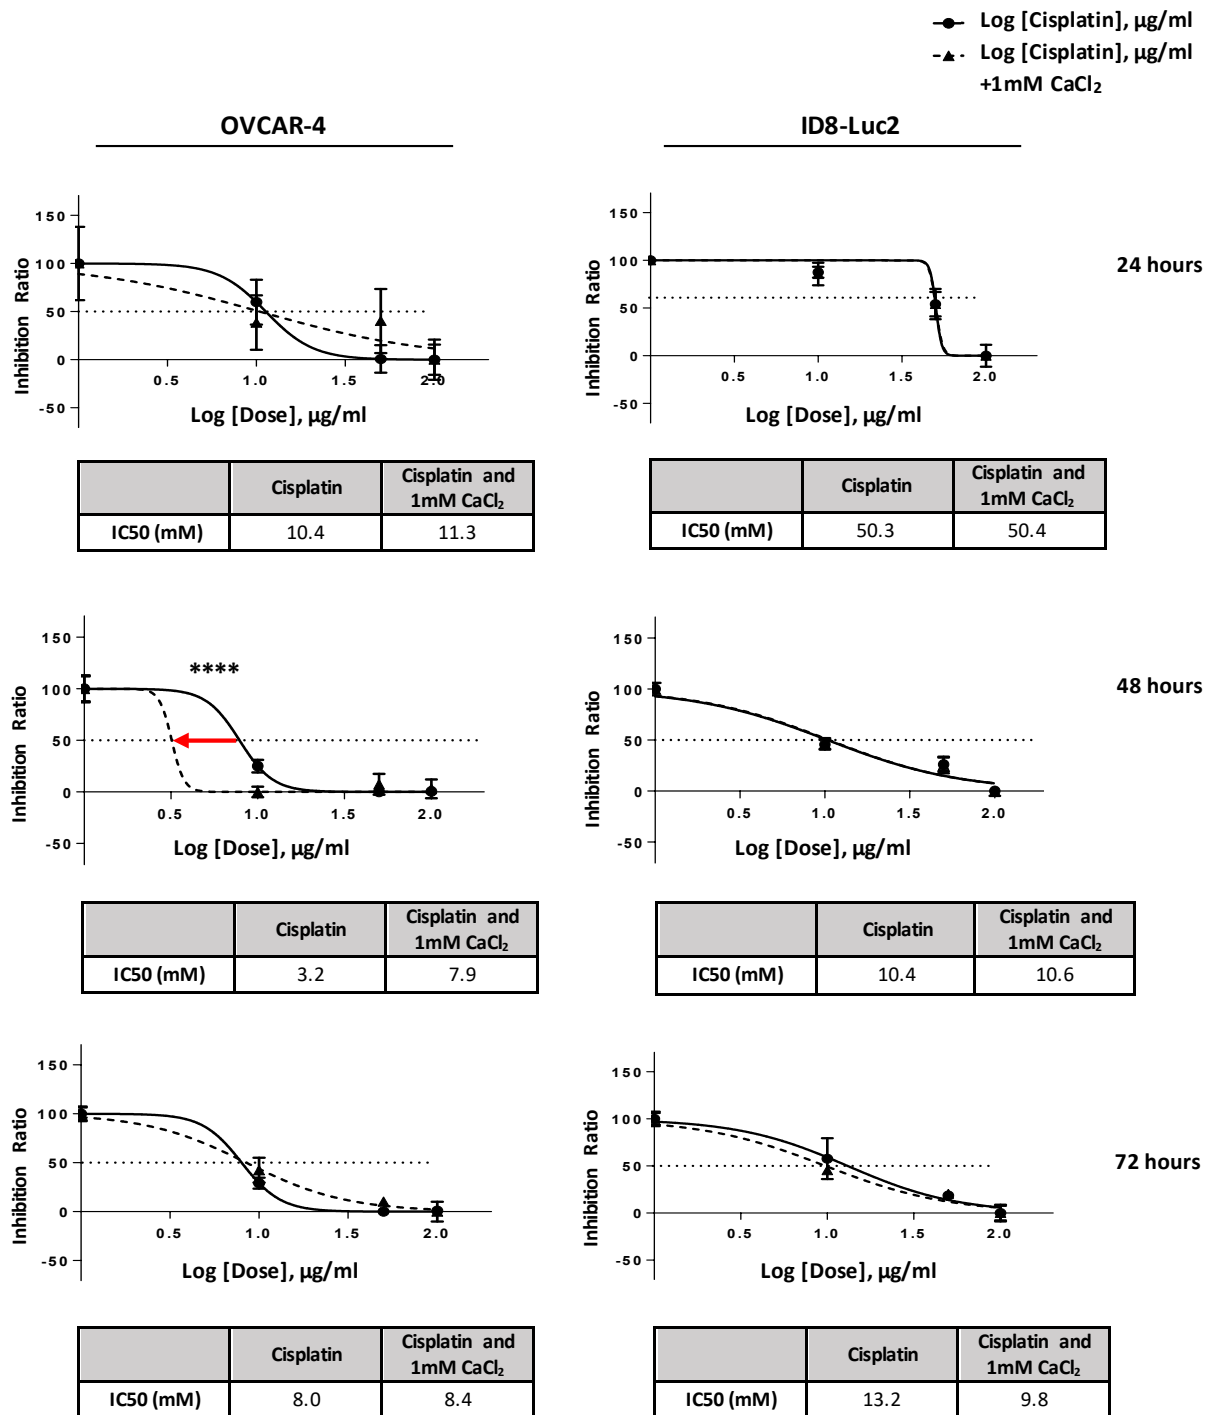 Log [Cisplatin], µg/ml
Log [Cisplatin], µg/ml
+1mM CaCl₂
OVCAR-4
ID8-Luc2
150
100
50
0
-50
Inhibition Ratio
0.5 1.0 1.5 2.0
Log [Dose], µg/ml
150
100
50
0
-50
Inhibition Ratio
0.5 1.0 1.5 2.0
Log [Dose], µg/ml
24 hours
Cisplatin
Cisplatin and
1mM CaCl₂
IC50 (mM) 10.4 11.3
Cisplatin
Cisplatin and
1mM CaCl₂
IC50 (mM) 50.3 50.4
150
100
50
0
-50
Inhibition Ratio
****
0.5 1.0 1.5 2.0
Log [Dose], µg/ml
150
100
50
0
-50
Inhibition Ratio
0.5 1.0 1.5 2.0
Log [Dose], µg/ml
48 hours
Cisplatin
Cisplatin and
1mM CaCl₂
IC50 (mM) 3.2 7.9
Cisplatin
Cisplatin and
1mM CaCl₂
IC50 (mM) 10.4 10.6
150
100
50
0
-50
Inhibition Ratio
0.5 1.0 1.5 2.0
Log [Dose], µg/ml
150
100
50
0
-50
Inhibition Ratio
0.5 1.0 1.5 2.0
Log [Dose], µg/ml
72 hours
Cisplatin
Cisplatin and
1mM CaCl₂
IC50 (mM) 8.0 8.4
Cisplatin
Cisplatin and
1mM CaCl₂
IC50 (mM) 13.2 9.8